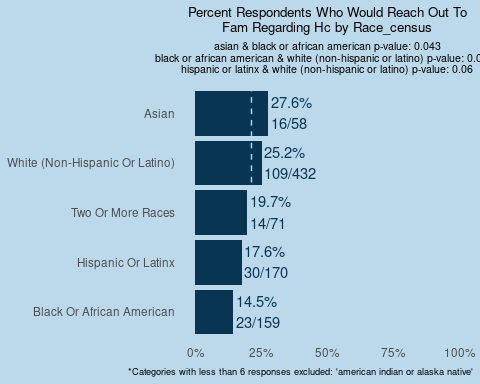 Percent Respondents Who Would Reach Out To
Fam Regarding Hc by Race_census
asian & black or african american p-value: 0.043
black or african american & white (non-hispanic or latino) p-value: 0.0
hispanic or latinx & white (non-hispanic or latino) p-value: 0.06
Asian
27.6%
16/58
White (Non-Hispanic Or Latino)
25.2%
109/432
Two Or More Races
19.7%
14/71
Hispanic Or Latinx
17.6%
30/170
Black Or African American
14.5%
23/159
0% 25% 50% 75% 100%
*Categories with less than 6 responses excluded: 'american indian or alaska native'